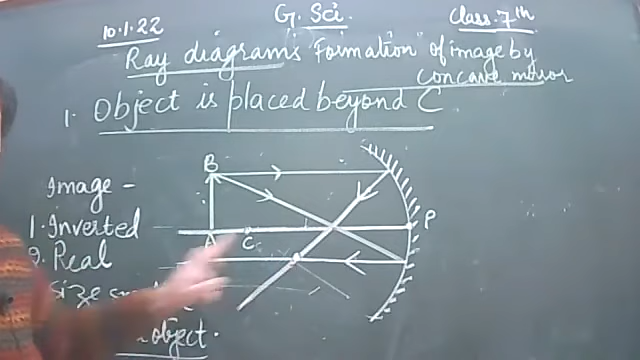 10.1.22
G. Sci.
Class. 7th
Ray diagrams "Formation" of image by
concave mirror
1. Object is placed beyond C
B
Image -
1. Inverted
A
C
P
2. Real
Size
object.